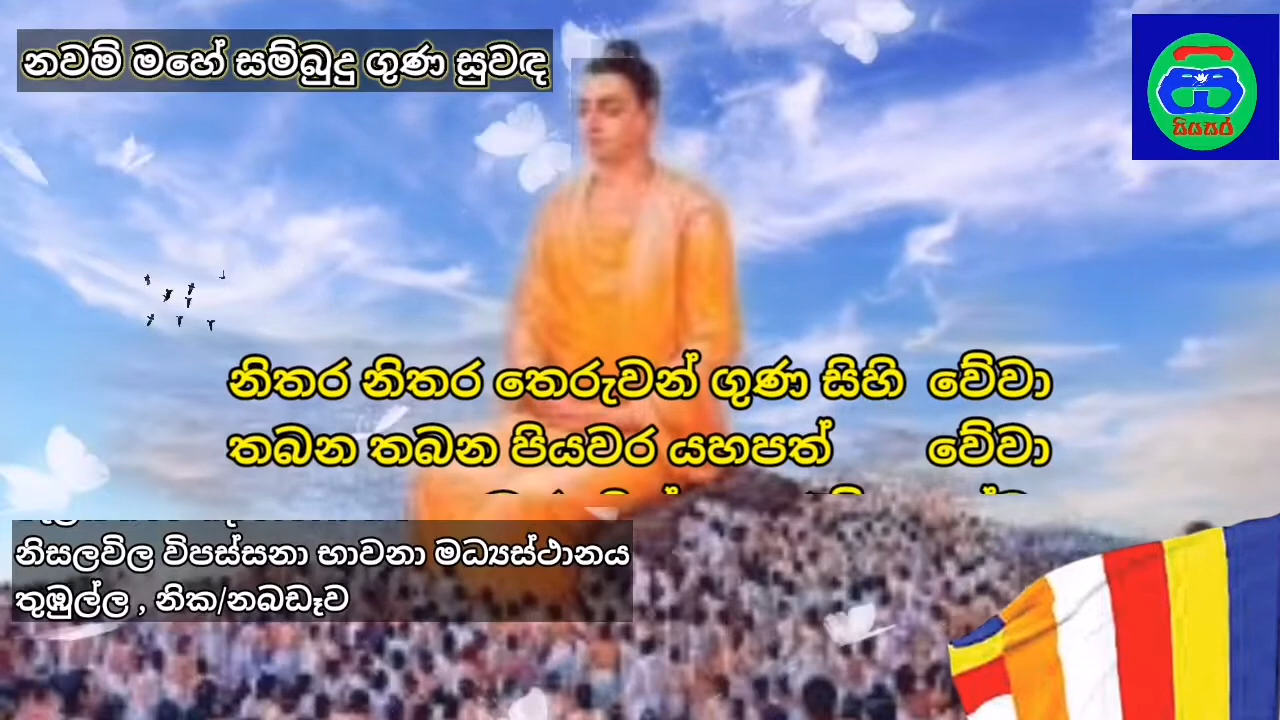 නවම් මහේ සම්බුදු ගුණ සුවඳ
සියසර
නිතර නිතර තෙරුවන් ගුණ සිහි වේවා
තබන තබන පියවර යහපත් වේවා
නිසලවිල විපස්සනා භාවනා මධ්‍යස්ථානය
තුඹුල්ල , නික/නබඩෑව